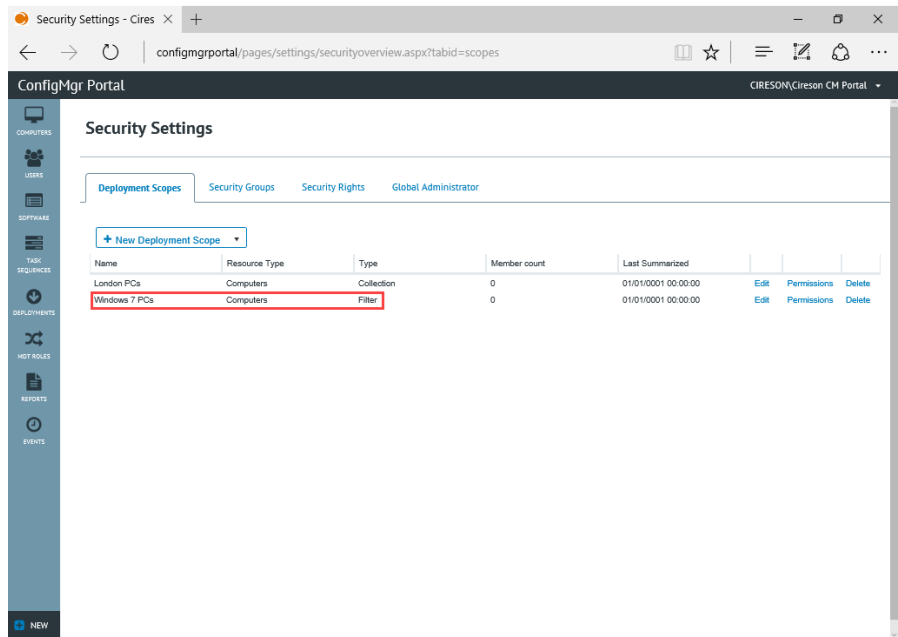 Security Settings - Cires
configmgrportal/pages/settings/securityoverview.aspx?tabid=scopes
ConfigMgr Portal
CIRESON\Cireson CM Portal
COMPUTERS
USERS
SOFTWARE
TASK
SEQUENCES
DEPLOYMENTS
MDT ROLES
REPORTS
EVENTS
NEW
Security Settings
Deployment Scopes Security Groups Security Rights Global Administrator
+ New Deployment Scope
Name Resource Type Type Member count Last Summarized
London PCs Computers Collection 0 01/01/0001 00:00:00 Edit Permissions Delete
Windows 7 PCs Computers Filter 0 01/01/0001 00:00:00 Edit Permissions Delete